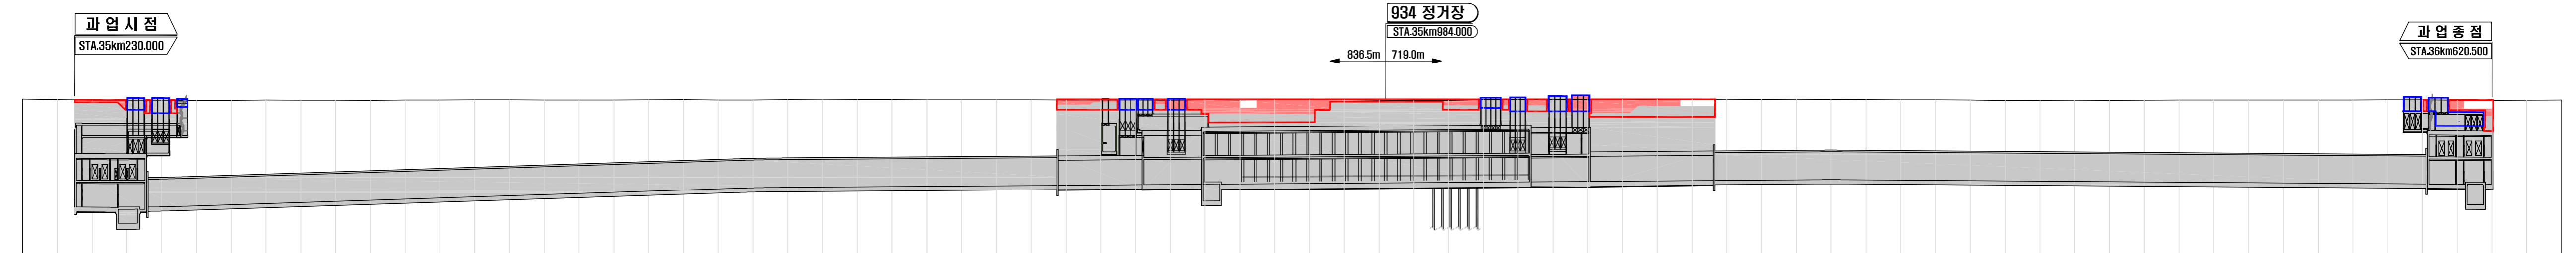 과 업 시 점
STA.35km230.000
934 정거장
STA.35km984.000
836.5m 719.0m
과 업 종 점
STA.36km620.500